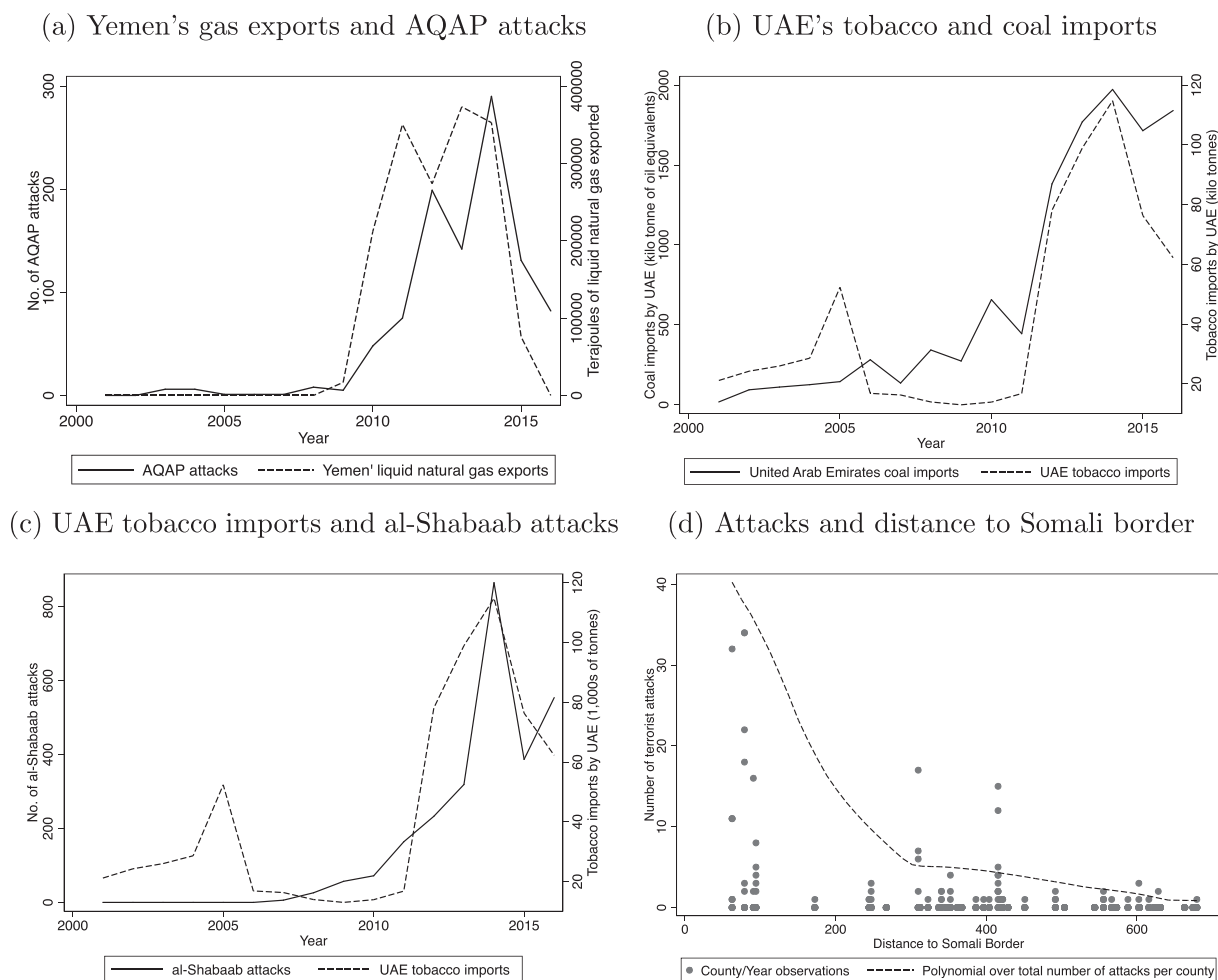 (a) Yemen's gas exports and AQAP attacks
No. of AQAP attacks
0
100
200
300
Terajoules of liquid natural gas exported
0
100000
200000
300000
400000
2000
2005
2010
2015
Year
AQAP attacks
Yemen' liquid natural gas exports
(b) UAE's tobacco and coal imports
Coal imports by UAE (kilo tonne of oil equivalents)
0
500
1000
1500
2000
Tobacco imports by UAE (kilo tonnes)
20
40
60
80
100
120
2000
2005
2010
2015
Year
United Arab Emirates coal imports
UAE tobacco imports
(c) UAE tobacco imports and al-Shabaab attacks
No. of al-Shabaab attacks
0
200
400
600
800
Tobacco imports by UAE (1,000s of tonnes)
20
40
60
80
100
120
2000
2005
2010
2015
Year
al-Shabaab attacks
UAE tobacco imports
(d) Attacks and distance to Somali border
Number of terrorist attacks
0
10
20
30
40
0
200
400
600
Distance to Somali Border
County/Year observations
Polynomial over total number of attacks per county